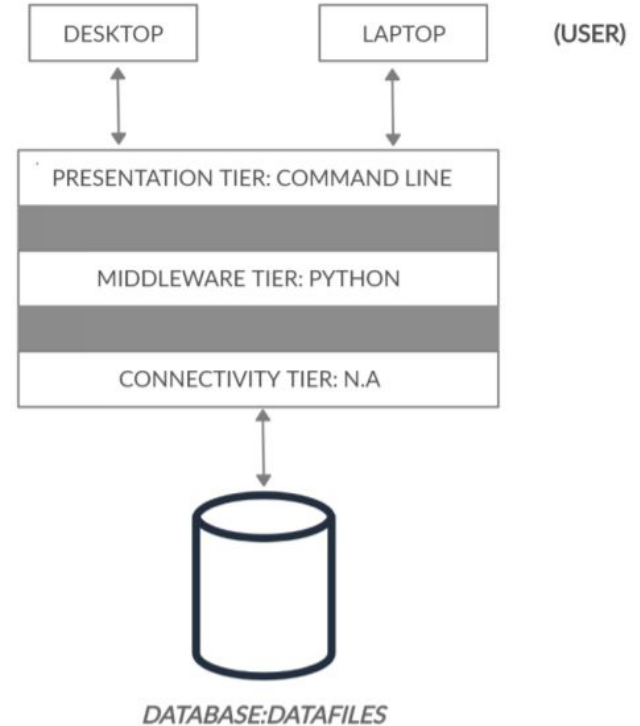 DESKTOP
LAPTOP
(USER)
PRESENTATION TIER: COMMAND LINE
MIDDLEWARE TIER: PYTHON
CONNECTIVITY TIER: N.A
DATABASE:DATAFILES